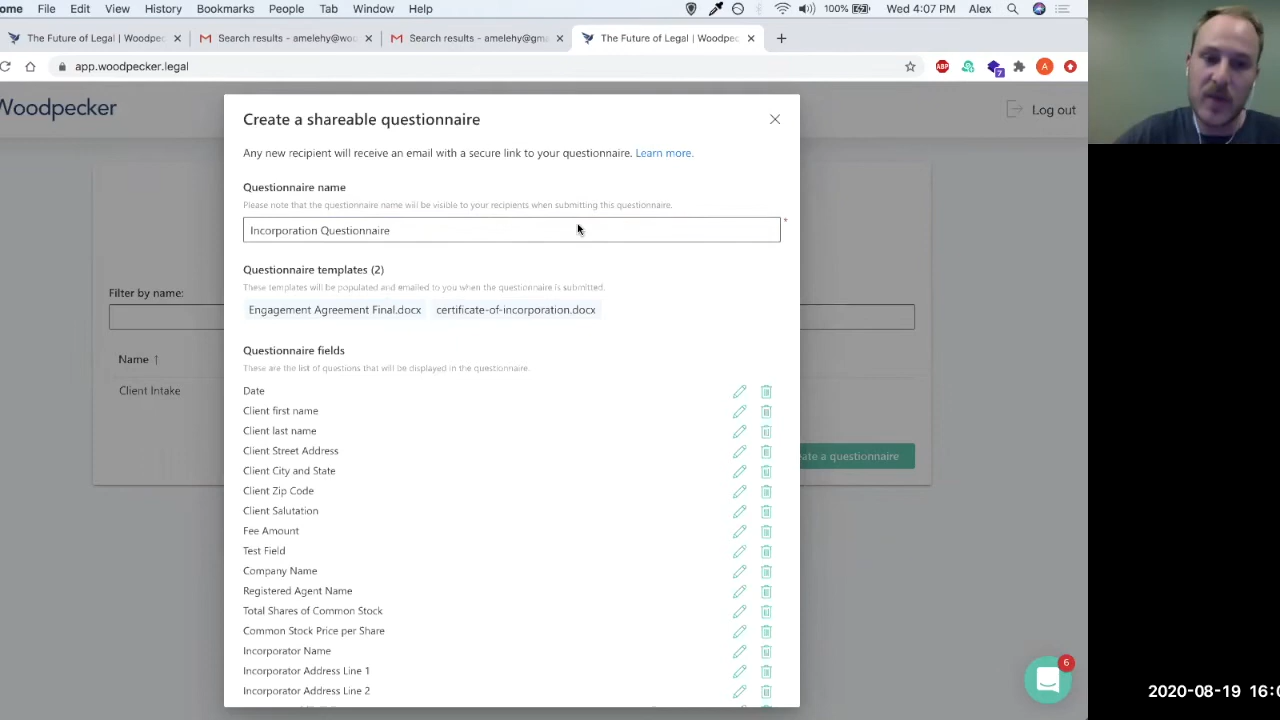 ome File Edit View History Bookmarks People Tab Window Help 100% Wed 4:07 PM Alex
The Future of Legal | Woodpec Search results - amelehy@wou Search results - amelehy@gm The Future of Legal | Woodpec
app.woodpecker.legal ABP 7 A
Woodpecker Log out
Create a shareable questionnaire
Any new recipient will receive an email with a secure link to your questionnaire. Learn more.
Questionnaire name
Please note that the questionnaire name will be visible to your recipients when submitting this questionnaire.
Incorporation Questionnaire *
Questionnaire templates (2)
These templates will be populated and emailed to you when the questionnaire is submitted.
Engagement Agreement Final.docx certificate-of-incorporation.docx
Questionnaire fields
These are the list of questions that will be displayed in the questionnaire.
Date
Client first name
Client last name
Client Street Address
Client City and State
Client Zip Code
Client Salutation
Fee Amount
Test Field
Company Name
Registered Agent Name
Total Shares of Common Stock
Common Stock Price per Share
Incorporator Name
Incorporator Address Line 1
Incorporator Address Line 2
Filter by name:
Name ↑
Client Intake
ate a questionnaire
6
2020-08-19 16:0